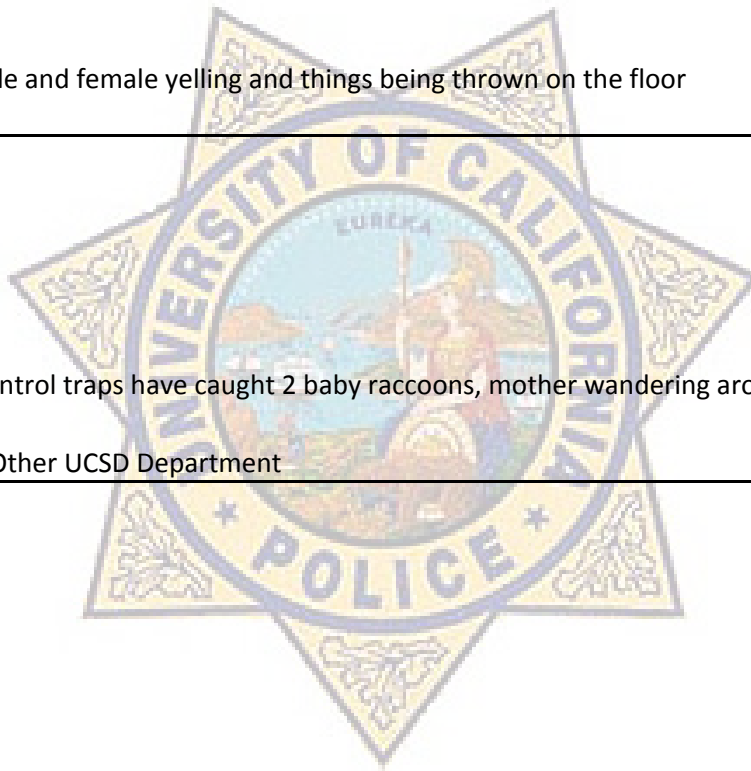 le and female yelling and things being thrown on the floor
UNIVERSITY OF CALIFORNIA
EUREKA
ntrol traps have caught 2 baby raccoons, mother wandering aro
Other UCSD Department
* POLICE *